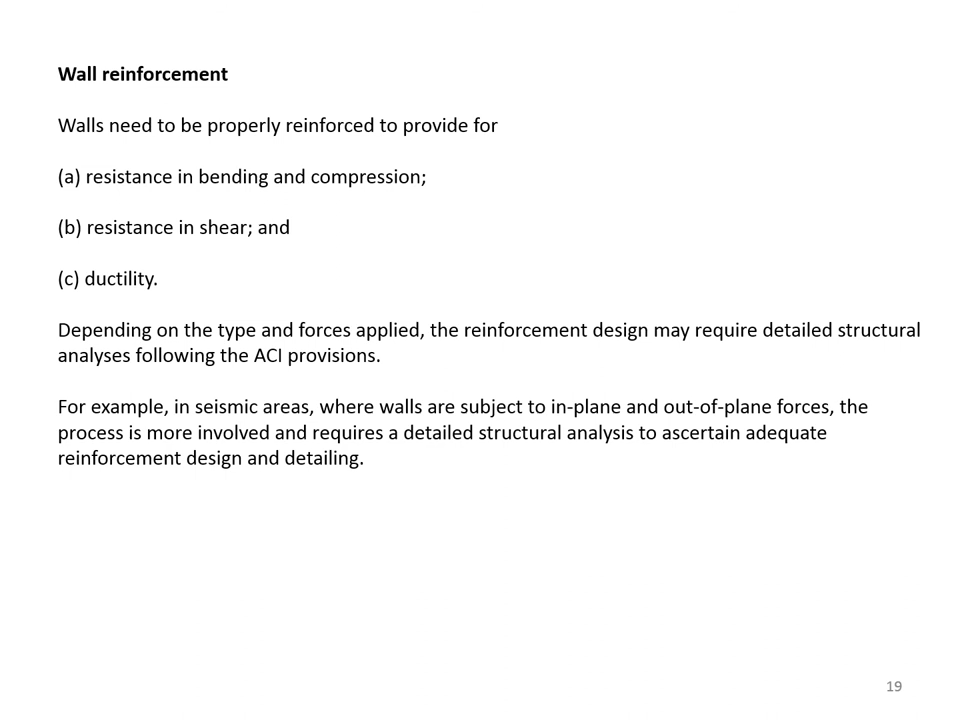 Wall reinforcement
Walls need to be properly reinforced to provide for
(a) resistance in bending and compression;
(b) resistance in shear; and
(c) ductility.
Depending on the type and forces applied, the reinforcement design may require detailed structural
analyses following the ACI provisions.
For example, in seismic areas, where walls are subject to in-plane and out-of-plane forces, the
process is more involved and requires a detailed structural analysis to ascertain adequate
reinforcement design and detailing.
19